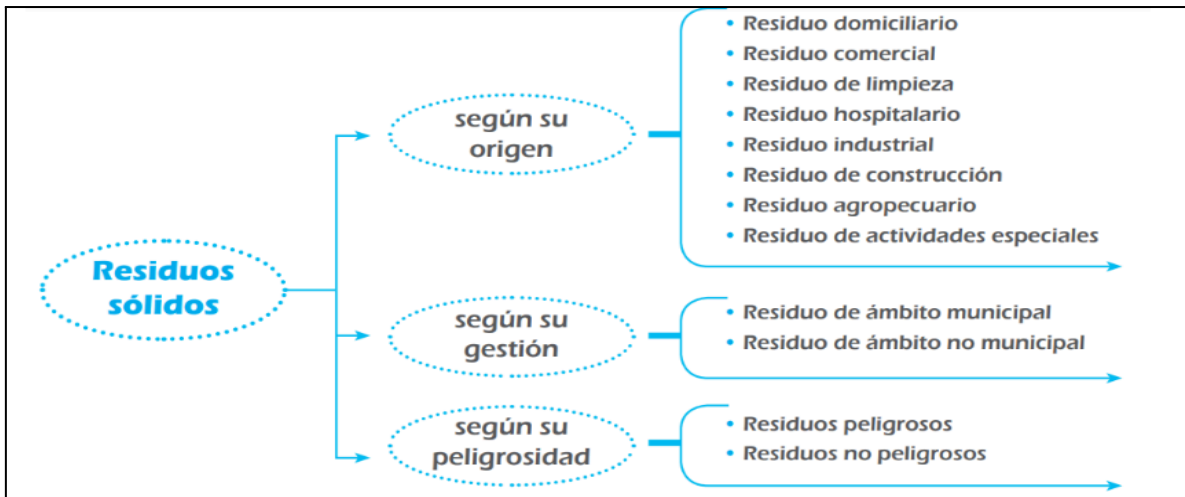 Residuos
sólidos
según su
origen
• Residuo domiciliario
• Residuo comercial
• Residuo de limpieza
• Residuo hospitalario
• Residuo industrial
• Residuo de construcción
• Residuo agropecuario
• Residuo de actividades especiales
según su
gestión
• Residuo de ámbito municipal
• Residuo de ámbito no municipal
según su
peligrosidad
• Residuos peligrosos
• Residuos no peligrosos